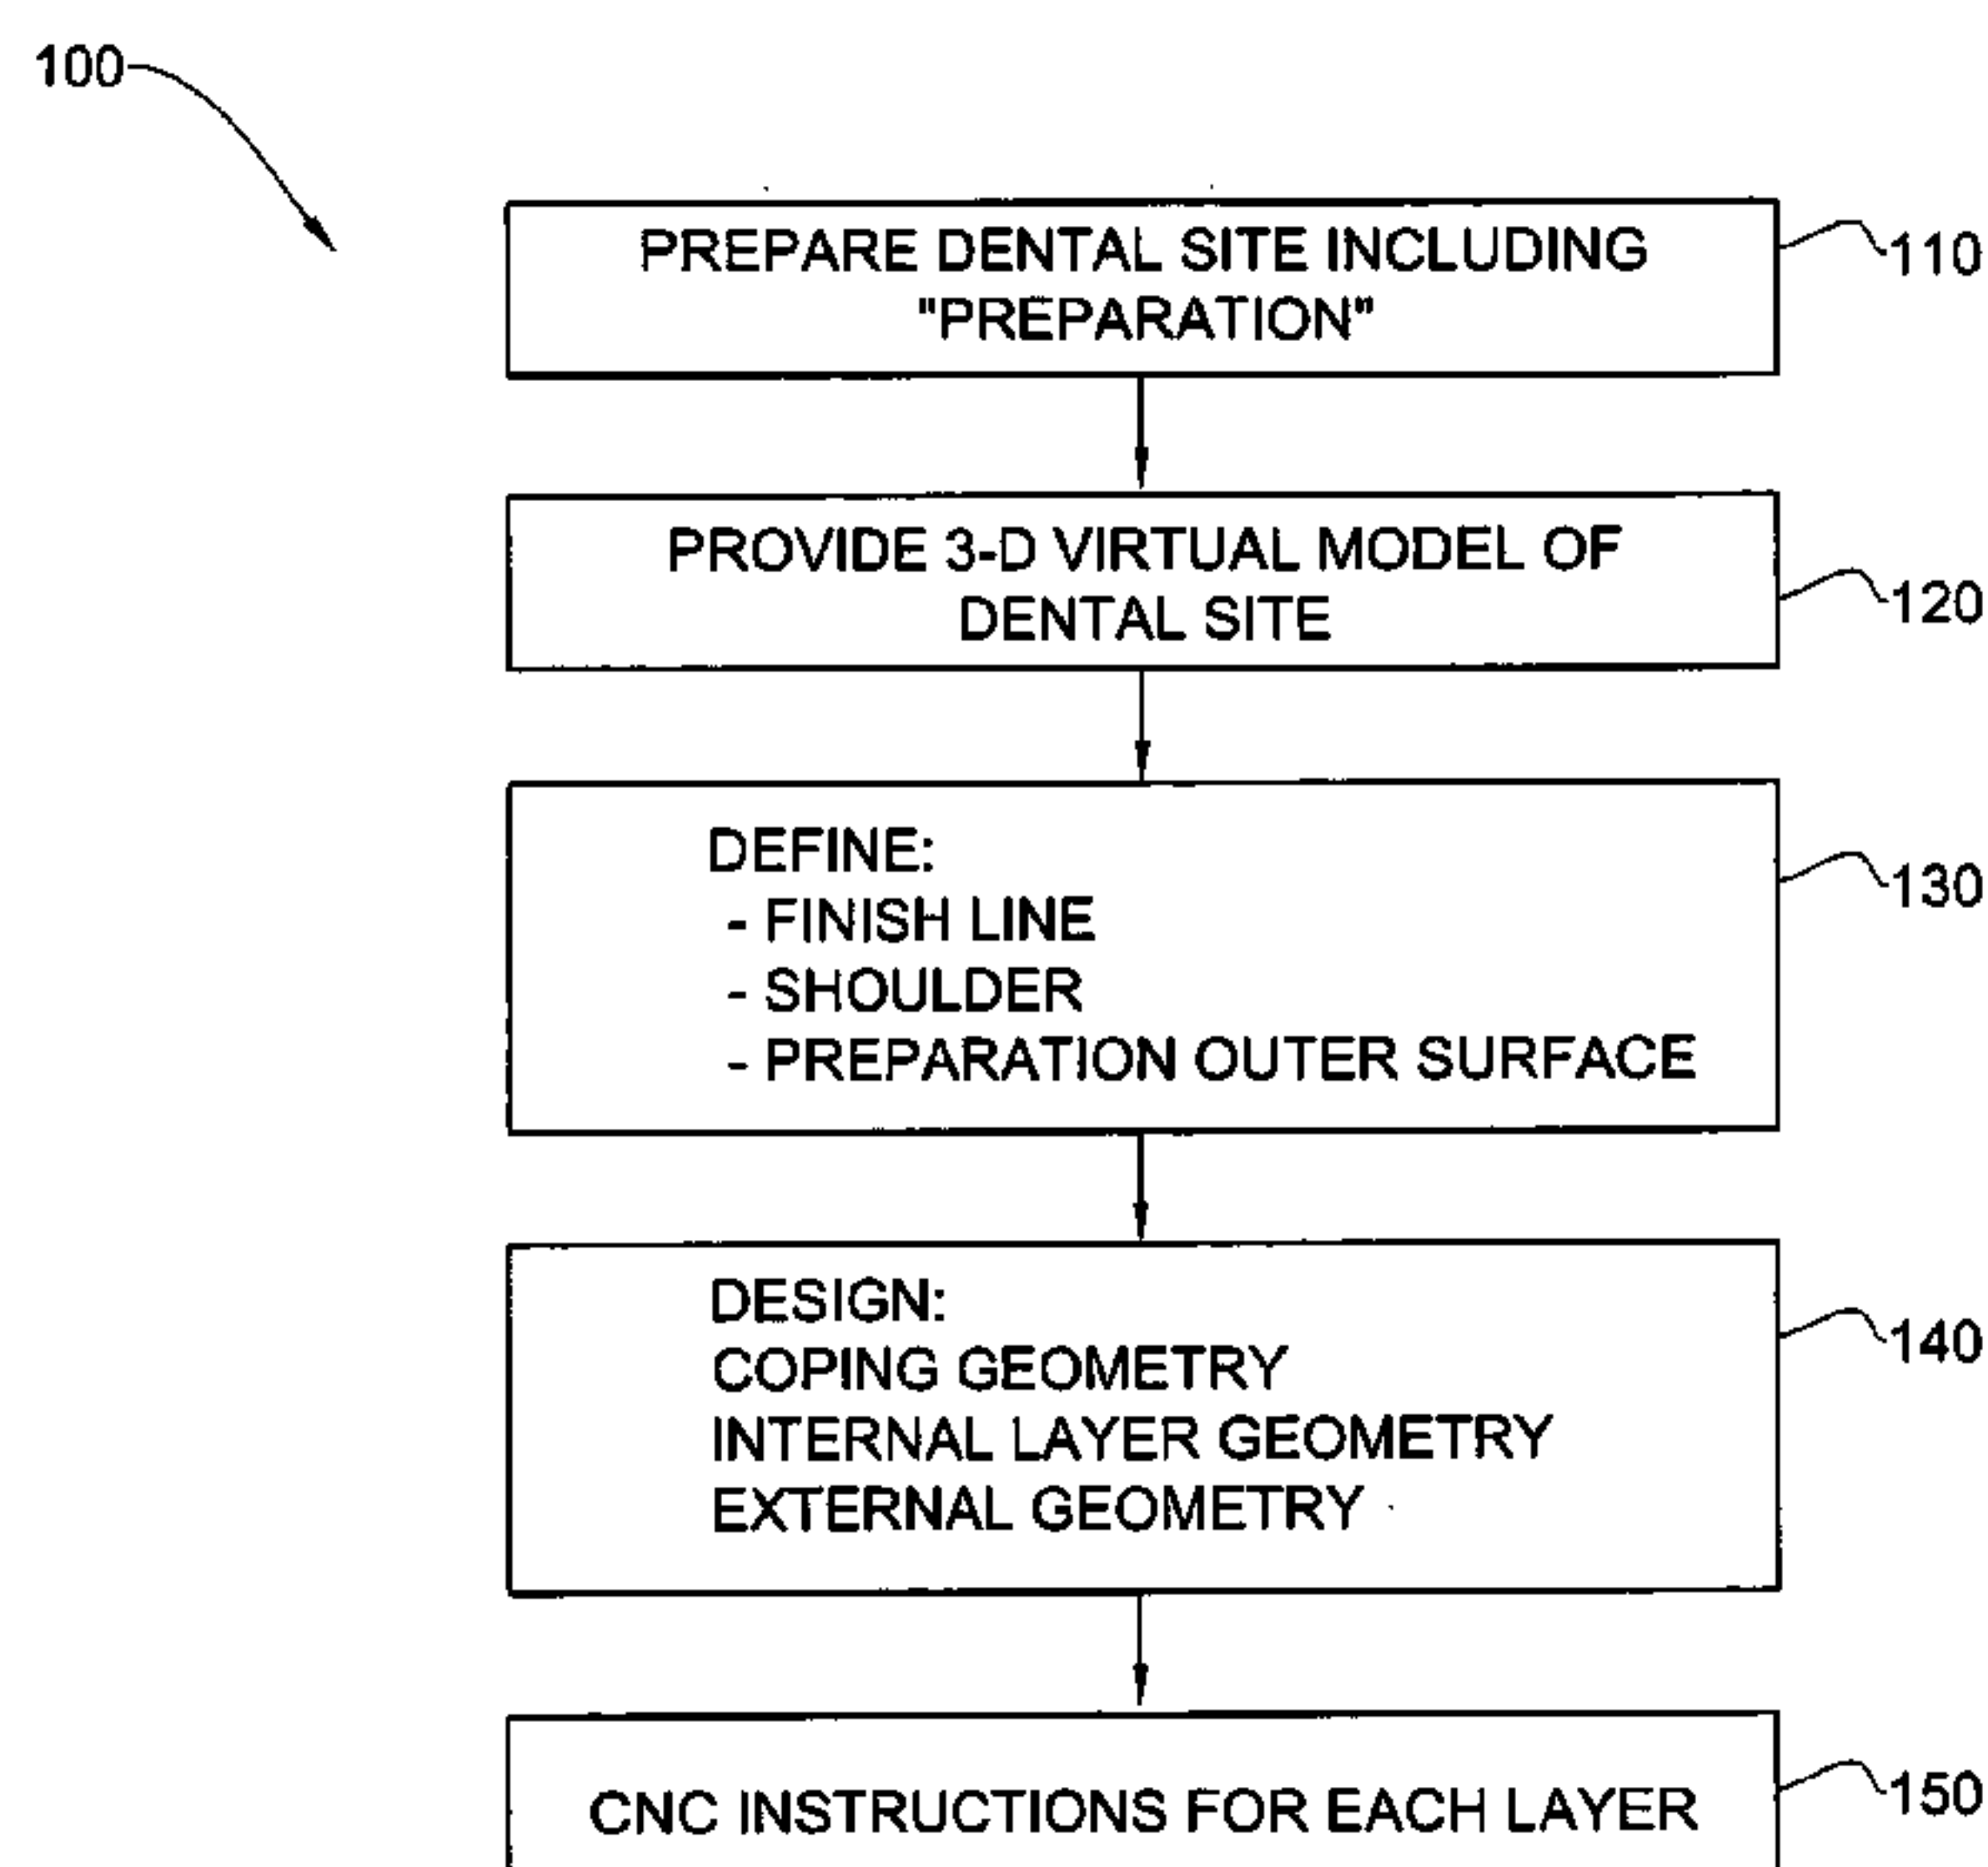 100
PREPARE DENTAL SITE INCLUDING
"PREPARATION"
110
PROVIDE 3-D VIRTUAL MODEL OF
DENTAL SITE
120
DEFINE:
- FINISH LINE
- SHOULDER
- PREPARATION OUTER SURFACE
130
DESIGN:
COPING GEOMETRY
INTERNAL LAYER GEOMETRY
EXTERNAL GEOMETRY
140
CNC INSTRUCTIONS FOR EACH LAYER
150